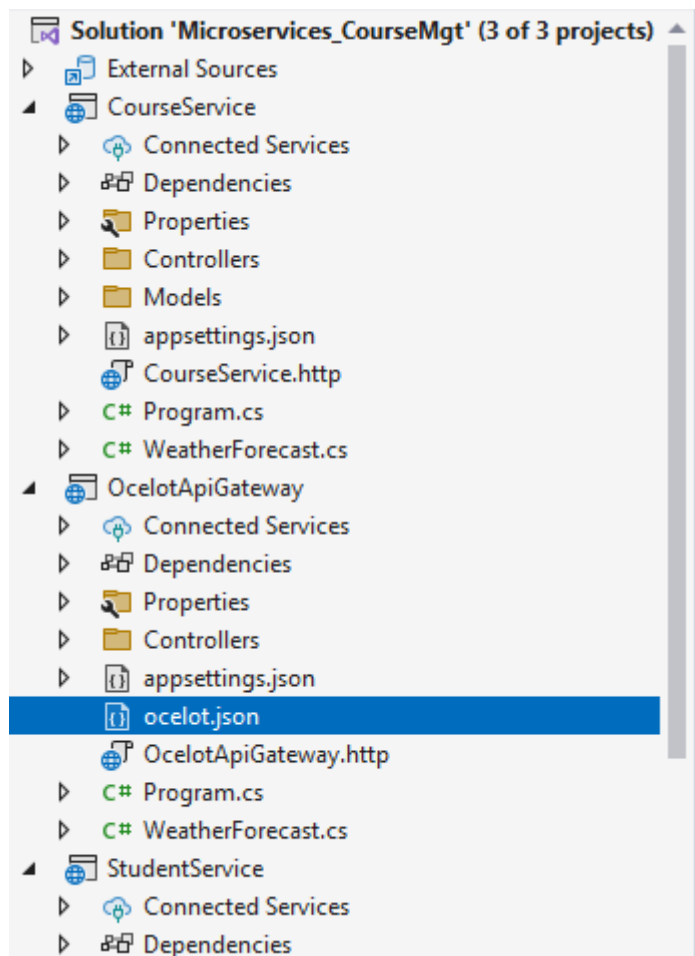 Solution 'Microservices_CourseMgt' (3 of 3 projects)
External Sources
CourseService
Connected Services
Dependencies
Properties
Controllers
Models
appsettings.json
CourseService.http
C# Program.cs
C# WeatherForecast.cs
OcelotApiGateway
Connected Services
Dependencies
Properties
Controllers
appsettings.json
ocelot.json
OcelotApiGateway.http
C# Program.cs
C# WeatherForecast.cs
StudentService
Connected Services
Dependencies